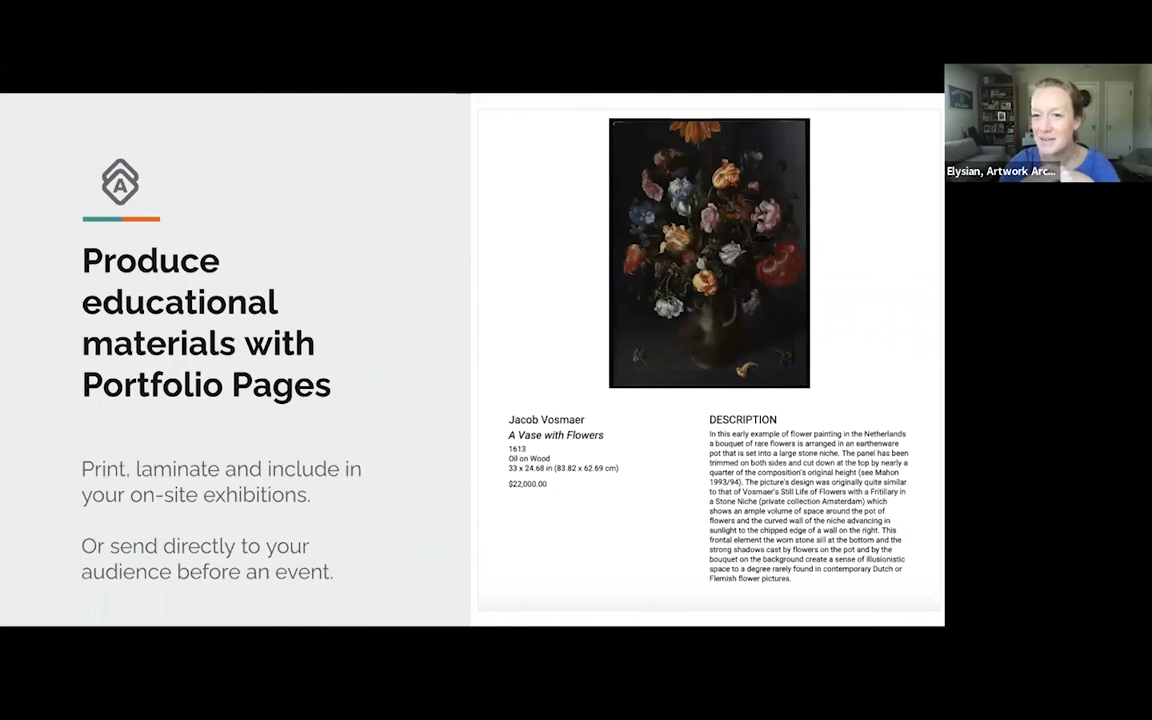 A
Produce
educational
materials with
Portfolio Pages
Print, laminate and include in
your on-site exhibitions.
Or send directly to your
audience before an event.
Jacob Vosmaer
A Vase with Flowers
1613
Oil on Wood
33 x 24.68 in (83.82 x 62.69 cm)
$22,000.00
DESCRIPTION
In this early example of flower painting in the Netherlands
a bouquet of rare flowers is arranged in an earthenware
pot that is set into a large stone niche. The panel has been
trimmed on both sides and cut down at the top by nearly a
quarter of the composition's original height (see Mahon
1993/94). The picture's design was originally quite similar
to that of Vosmaer's Still Life of Flowers with a Fritillary in
a Stone Niche (private collection Amsterdam) which
shows an ample volume of space around the pot of
flowers and the curved wall of the niche advancing in
sunlight to the chipped edge of a wall on the right. This
frontal element the worn stone sill at the bottom and the
strong shadows cast by flowers on the pot and by the
bouquet on the background create a sense of illusionistic
space to a degree rarely found in contemporary Dutch or
Flemish flower pictures.
Elysian, Artwork Arc...